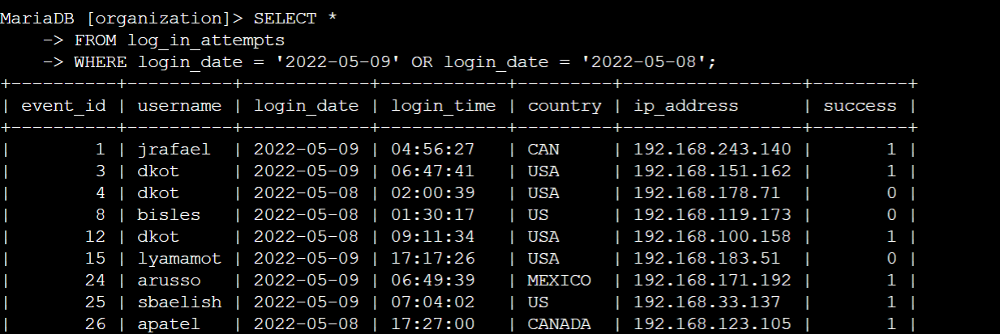 MariaDB [organization]> SELECT *
    -> FROM log_in_attempts
    -> WHERE login_date = '2022-05-09' OR login_date = '2022-05-08';
+----------+----------+------------+------------+---------+-----------------+---------+
| event_id | username | login_date | login_time | country | ip_address      | success |
+----------+----------+------------+------------+---------+-----------------+---------+
|        1 | jrafael  | 2022-05-09 | 04:56:27   | CAN     | 192.168.243.140 |       1 |
|        3 | dkot     | 2022-05-09 | 06:47:41   | USA     | 192.168.151.162 |       1 |
|        4 | dkot     | 2022-05-08 | 02:00:39   | USA     | 192.168.178.71  |       0 |
|        8 | bisles   | 2022-05-08 | 01:30:17   | US      | 192.168.119.173 |       0 |
|       12 | dkot     | 2022-05-08 | 09:11:34   | USA     | 192.168.100.158 |       1 |
|       15 | lyamamot | 2022-05-09 | 17:17:26   | USA     | 192.168.183.51  |       0 |
|       24 | arusso   | 2022-05-09 | 06:49:39   | MEXICO  | 192.168.171.192 |       1 |
|       25 | sbaelish | 2022-05-09 | 07:04:02   | US      | 192.168.33.137  |       1 |
|       26 | apatel   | 2022-05-08 | 17:27:00   | CANADA  | 192.168.123.105 |       1 |